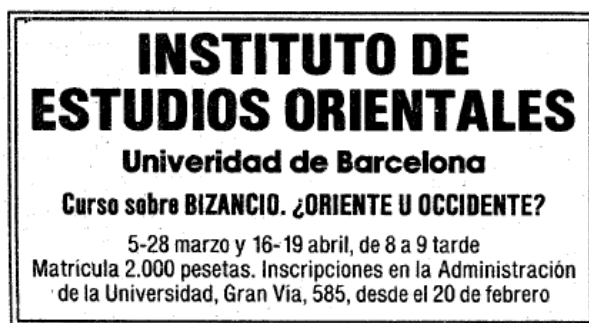 INSTITUTO DE
ESTUDIOS ORIENTALES
Univeridad de Barcelona
Curso sobre BIZANCIO. ¿ORIENTE U OCCIDENTE?
5-28 marzo y 16-19 abril, de 8 a 9 tarde
Matrícula 2.000 pesetas. Inscripciones en la Administración
de la Universidad, Gran Vía, 585, desde el 20 de febrero